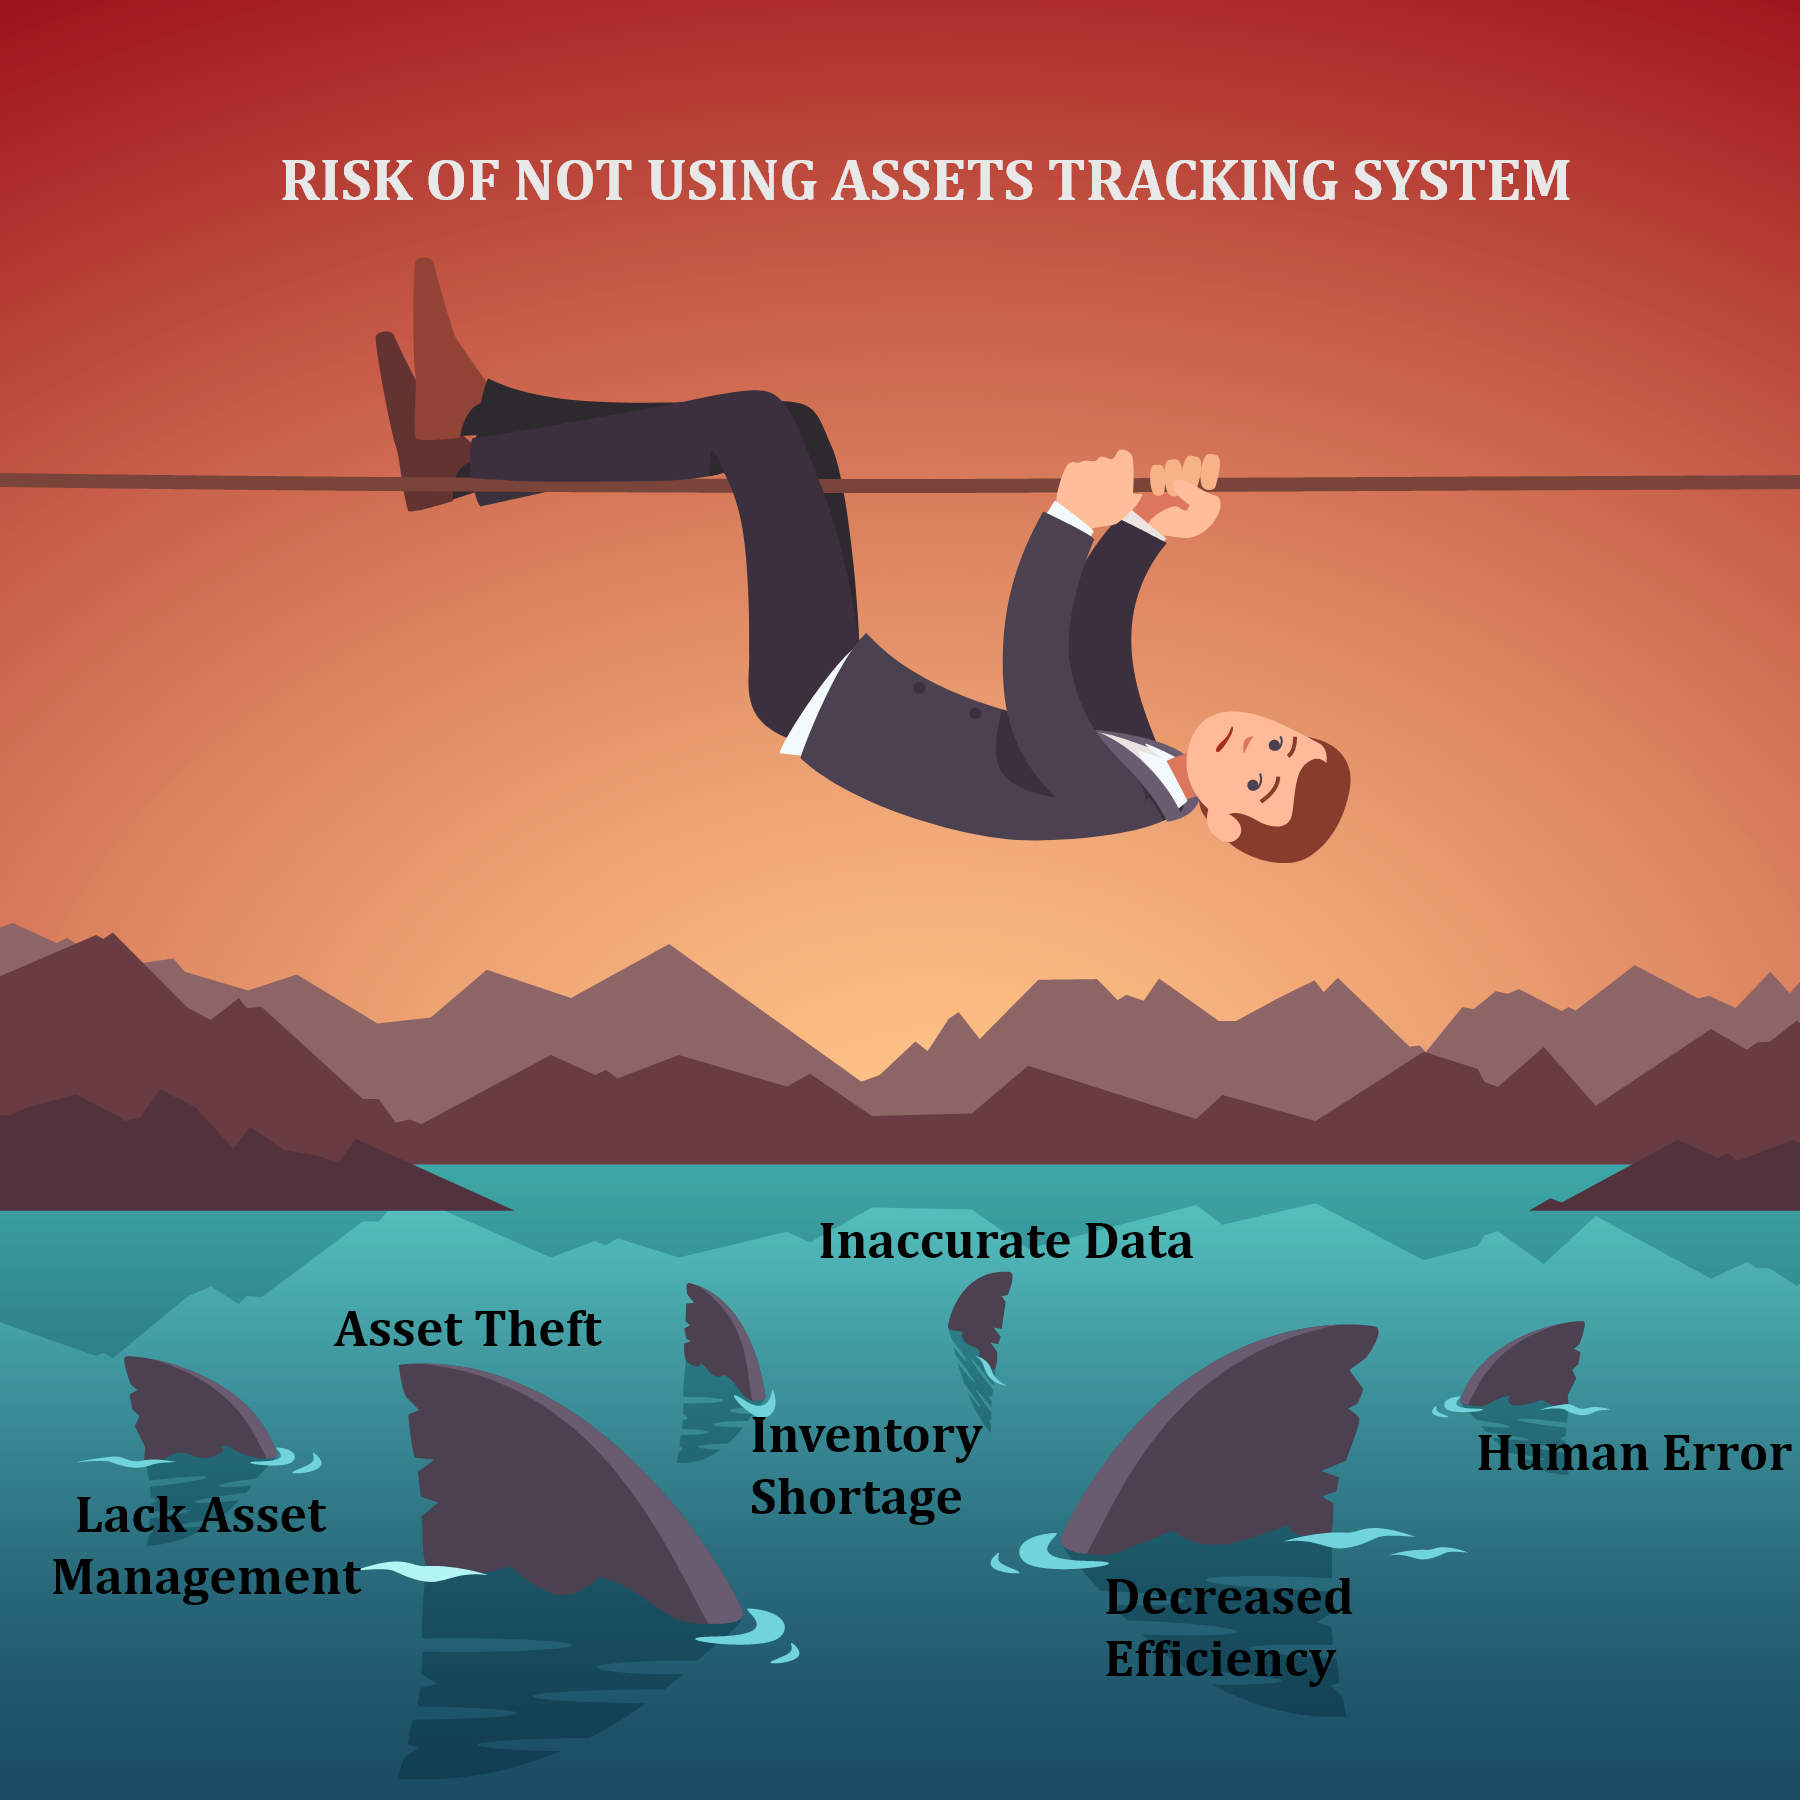 RISK OF NOT USING ASSETS TRACKING SYSTEM
Inaccurate Data
Asset Theft
Inventory
Shortage
Human Error
Lack Asset
Management
Decreased
Efficiency